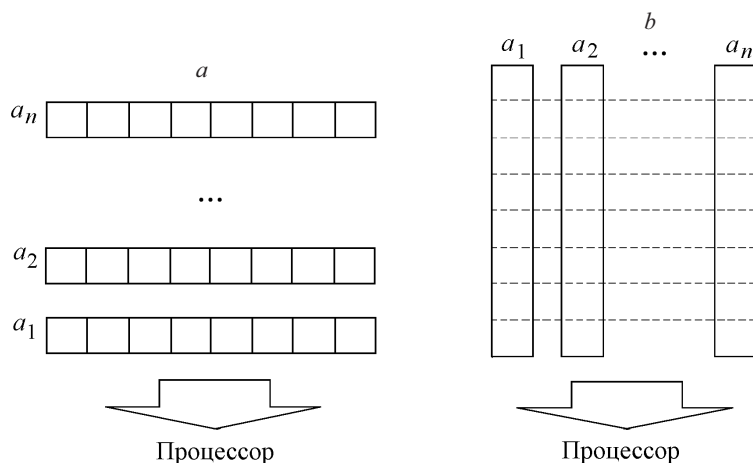 a
aₙ
...
a₂
a₁
Процессор
b
a₁ a₂ ... aₙ
Процессор